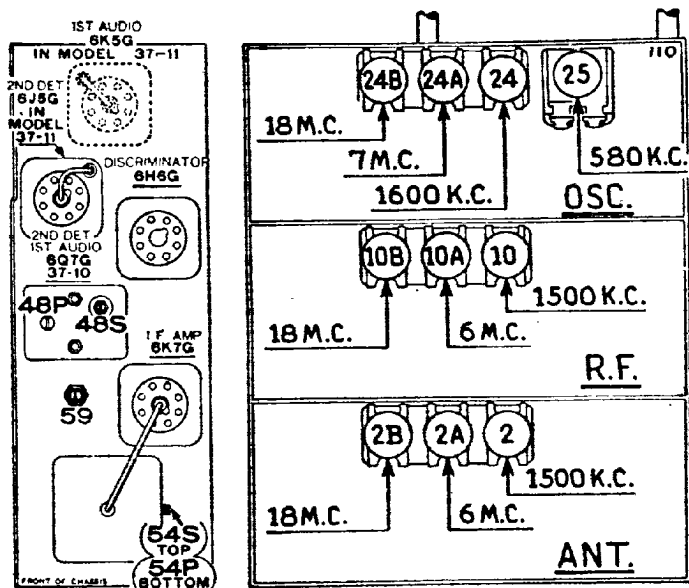 1ST AUDIO
6K5G
IN MODEL 37-11
2ND DET
6J5G
IN
MODEL
37-11
DISCRIMINATOR
6H6G
2ND DET
1ST AUDIO
6Q7G
37-10
48P
48S
I.F. AMP
6K7G
59
54S
TOP
54P
BOTTOM
FRONT OF CHASSIS
110
24B
24A
24
25
18 M.C.
7 M.C.
1600 K.C.
580 K.C.
OSC.
10B
10A
10
1500 K.C.
18 M.C.
6 M.C.
R.F.
2B
2A
2
1500 K.C.
18 M.C.
6 M.C.
ANT.